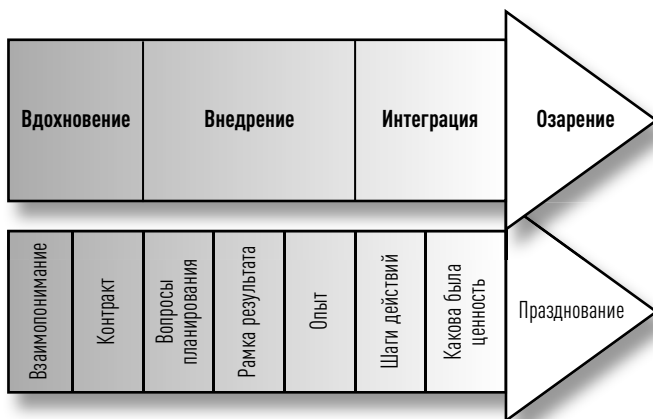 Вдохновение
Внедрение
Интеграция
Озарение
Взаимопонимание
Контракт
Вопросы
планирования
Рамка результата
Опыт
Шаги действий
Какова была
ценность
Празднование